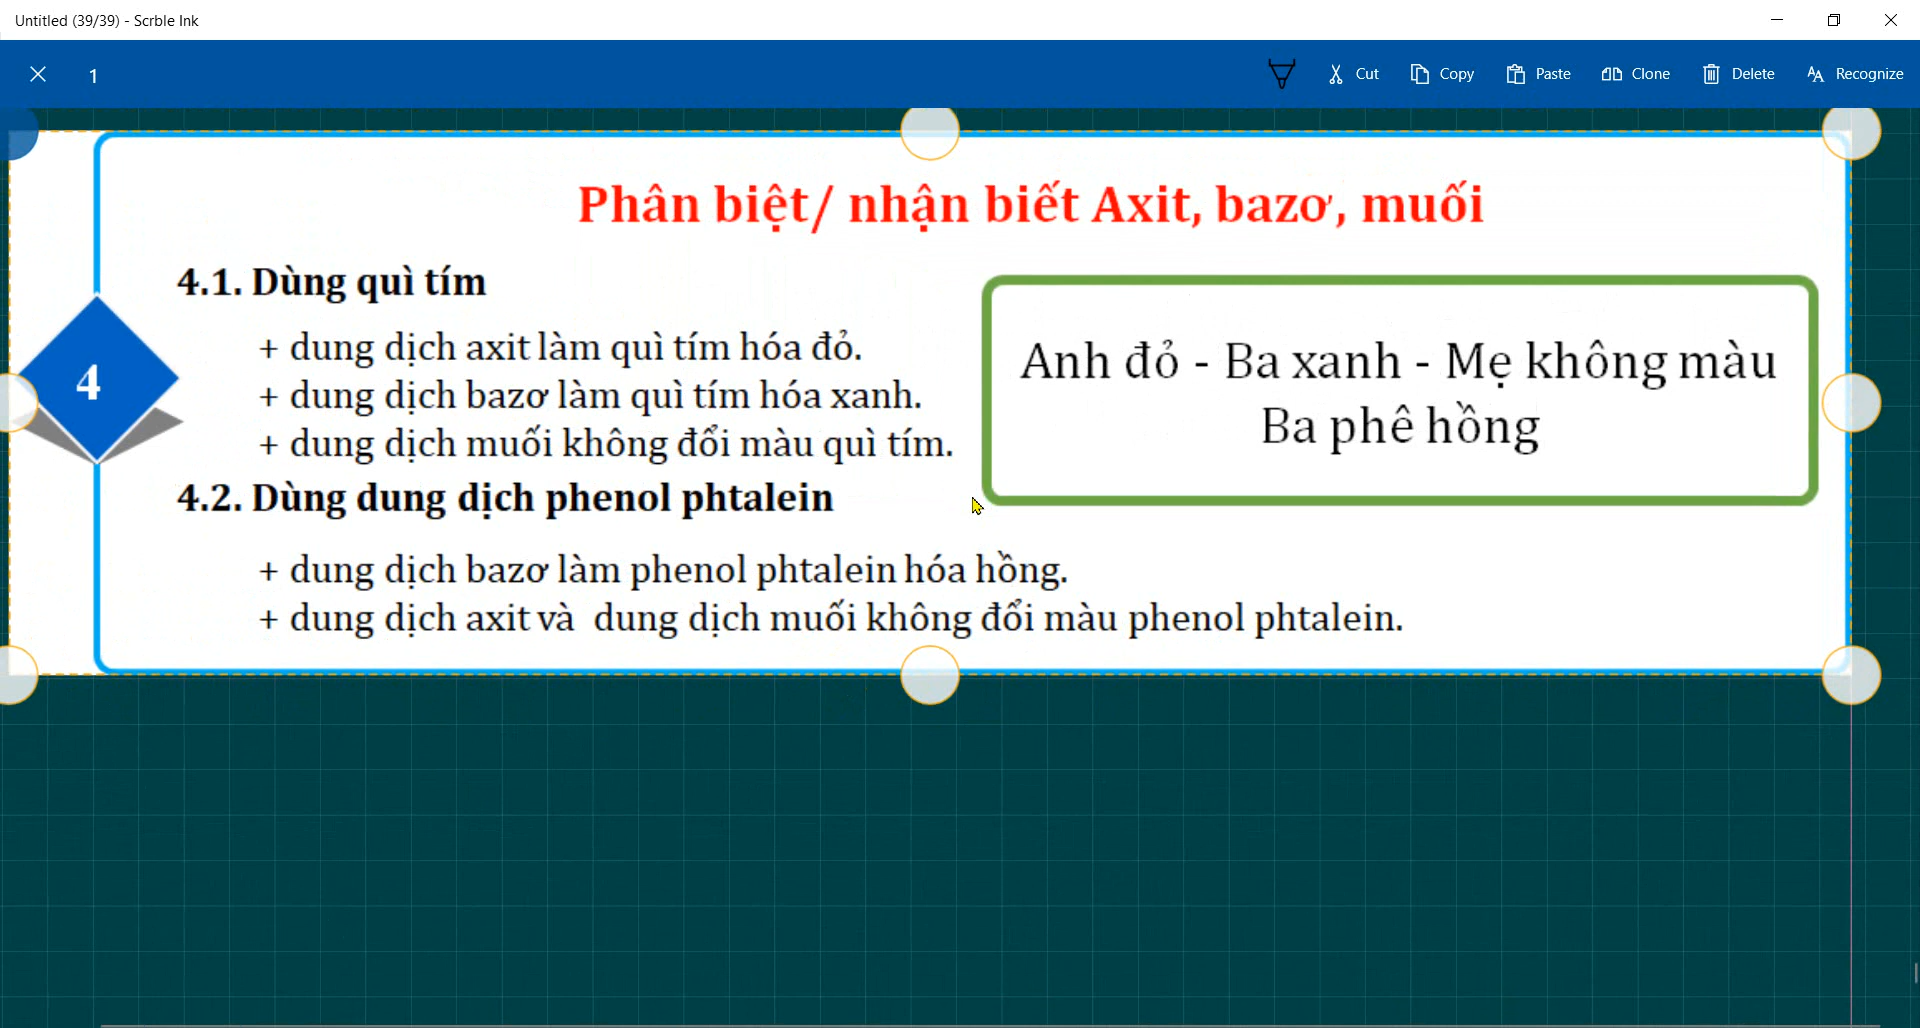 Untitled (39/39) - Scrble Ink
1
Cut
Copy
Paste
Clone
Delete
Recognize
Phân biệt/ nhận biết Axit, bazơ, muối
4.1. Dùng quì tím
+ dung dịch axit làm quì tím hóa đỏ.
+ dung dịch bazơ làm quì tím hóa xanh.
+ dung dịch muối không đổi màu quì tím.
Anh đỏ - Ba xanh - Mẹ không màu
Ba phê hồng
4
4.2. Dùng dung dịch phenol phtalein
+ dung dịch bazơ làm phenol phtalein hóa hồng.
+ dung dịch axit và dung dịch muối không đổi màu phenol phtalein.